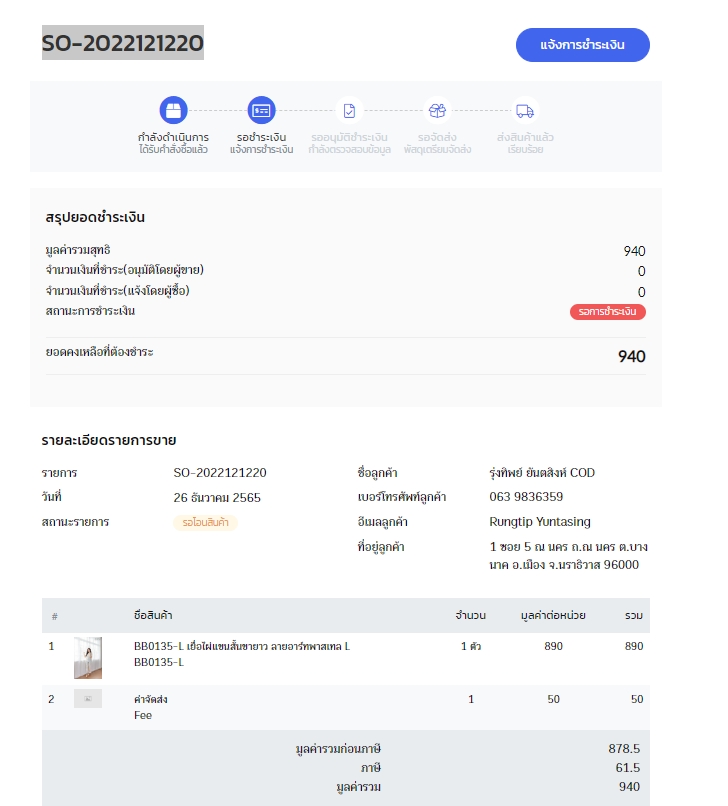 SO-2022121220
แจ้งการชำระเงิน
กำลังดำเนินการ
ได้รับคำสั่งซื้อแล้ว
รอชำระเงิน
แจ้งการชำระเงิน
รออนุมัติชำระเงิน
กำลังตรวจสอบข้อมูล
รอจัดส่ง
พัสดุเตรียมจัดส่ง
ส่งสินค้าแล้ว
เรียบร้อย
สรุปยอดชำระเงิน
มูลค่ารวมสุทธิ 940
จำนวนเงินที่ชำระ(อนุมัติโดยผู้ขาย) 0
จำนวนเงินที่ชำระ(แจ้งโดยผู้ซื้อ) 0
สถานะการชำระเงิน รอการชำระเงิน
ยอดคงเหลือที่ต้องชำระ 940
รายละเอียดรายการขาย
รายการ SO-2022121220 ชื่อลูกค้า รุ่งทิพย์ ยันตสิงห์ COD
วันที่ 26 ธันวาคม 2565 เบอร์โทรศัพท์ลูกค้า 063 9836359
สถานะรายการ รอโอนสินค้า อีเมลลูกค้า Rungtip Yuntasing
ที่อยู่ลูกค้า 1 ซอย 5 ณ นคร ถ.ณ นคร ต.บาง
นาค อ.เมือง จ.นราธิวาส 96000
# ชื่อสินค้า จำนวน มูลค่าต่อหน่วย รวม
1 BB0135-L เยื่อไผ่แขนสั้นขายาว ลายอาร์ทพาสเทล L 1 ตัว 890 890
BB0135-L
2 ค่าจัดส่ง 1 50 50
Fee
มูลค่ารวมก่อนภาษี 878.5
ภาษี 61.5
มูลค่ารวม 940